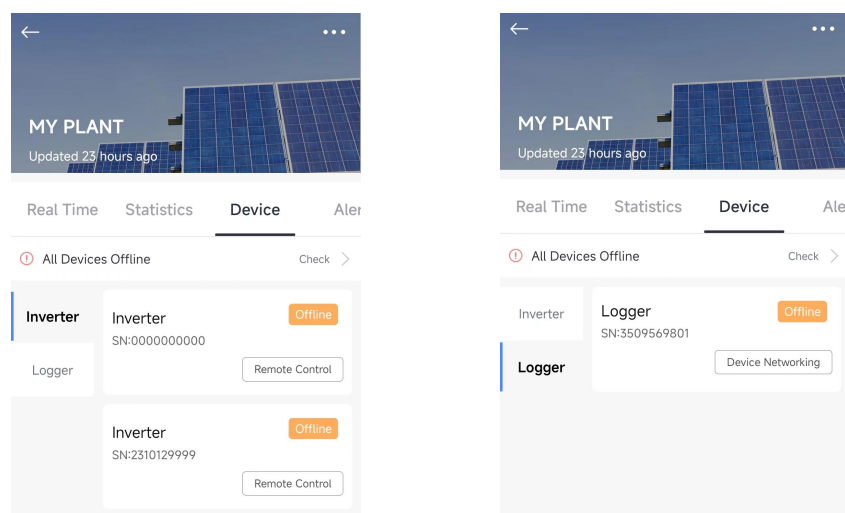 MY PLANT
Updated 23 hours ago
Real Time Statistics Device Aler
All Devices Offline Check
Inverter
Logger
Inverter Offline
SN:0000000000
Remote Control
Inverter Offline
SN:2310129999
Remote Control
MY PLANT
Updated 23 hours ago
Real Time Statistics Device Ale
All Devices Offline Check
Inverter
Logger
Logger Offline
SN:3509569801
Device Networking